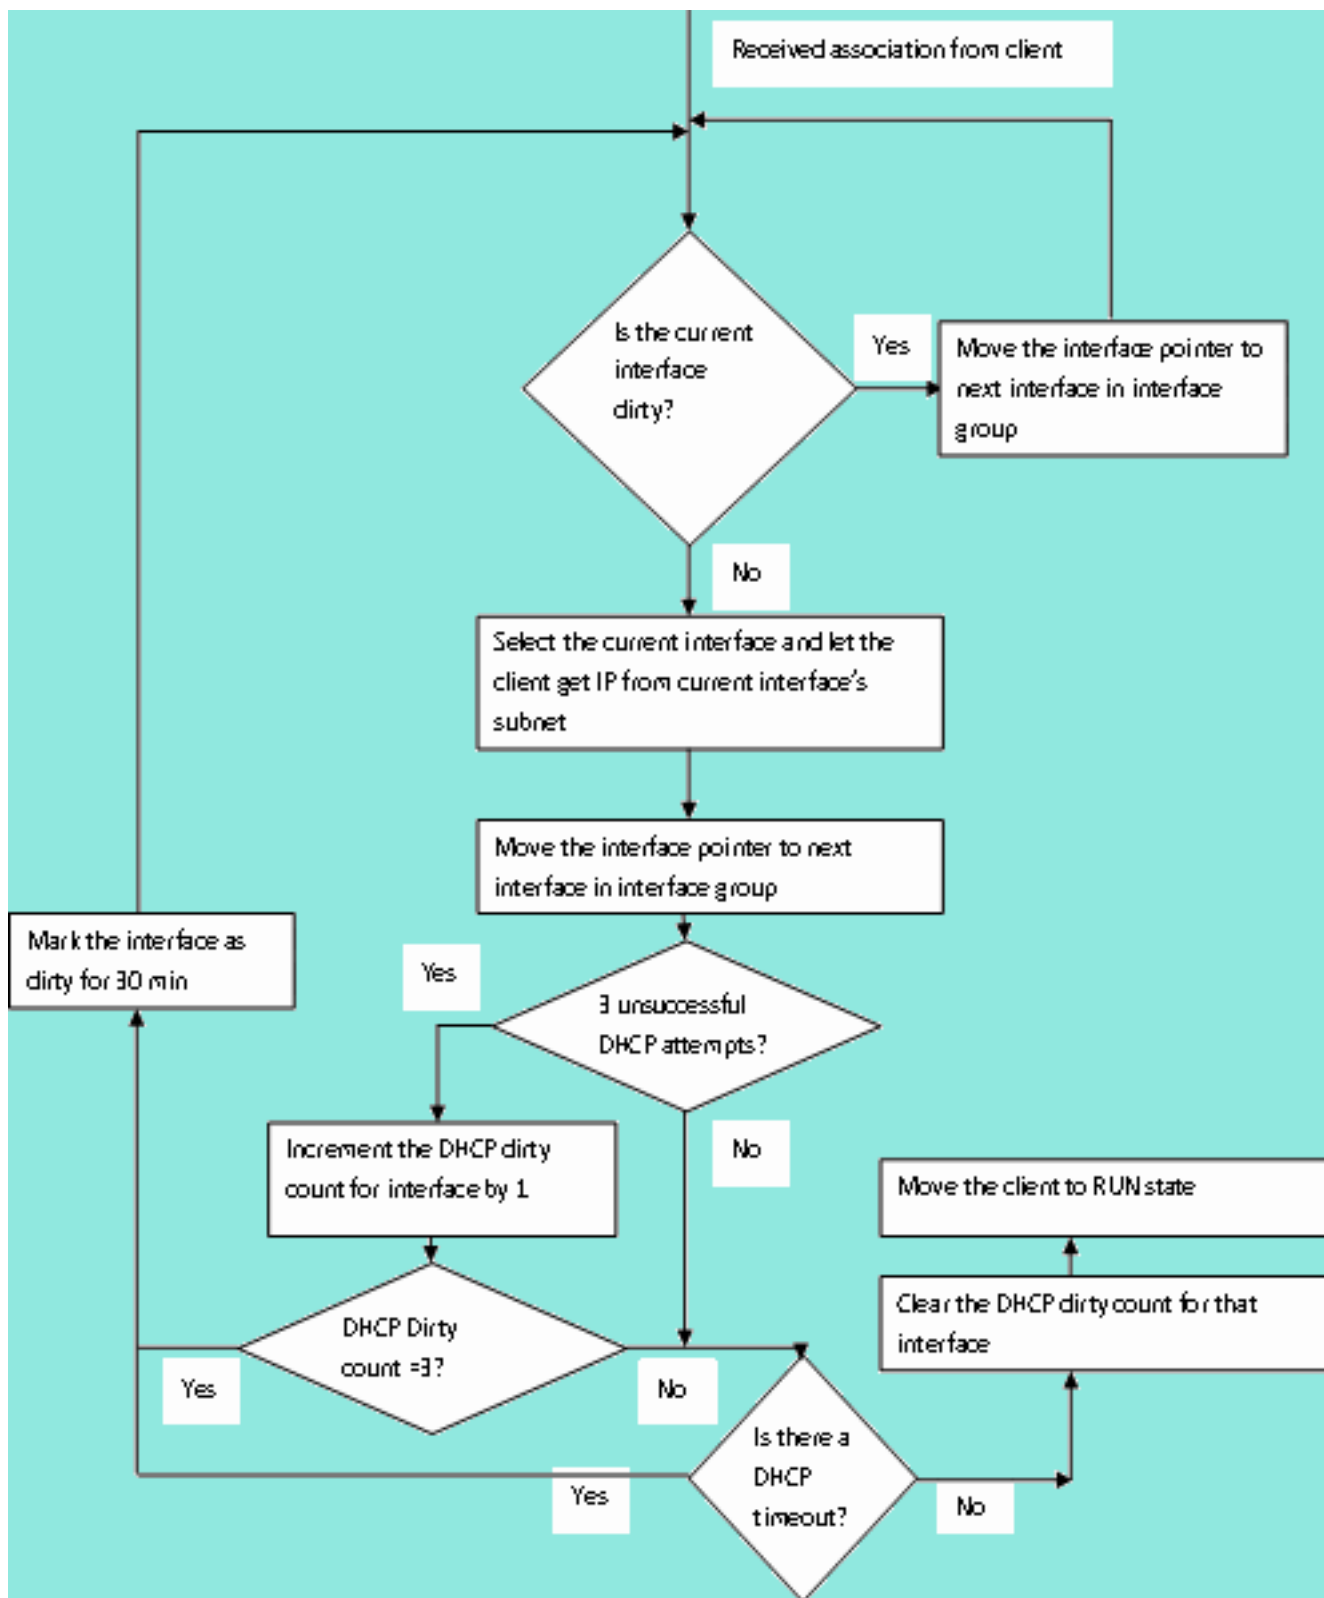 Received association from client
Is the current
interface
dirty?
Yes
Move the interface pointer to
next interface in interface
group
No
Select the current interface and let the
client get IP from current interface's
subnet
Move the interface pointer to next
interface in interface group
Mark the interface as
dirty for 30 min
Yes
3 unsuccessful
DHCP attempts?
No
Increment the DHCP dirty
count for interface by 1
Move the client to RUN state
Clear the DHCP dirty count for that
interface
DHCP Dirty
count =3?
Yes
No
Is there a
DHCP
timeout?
Yes
No